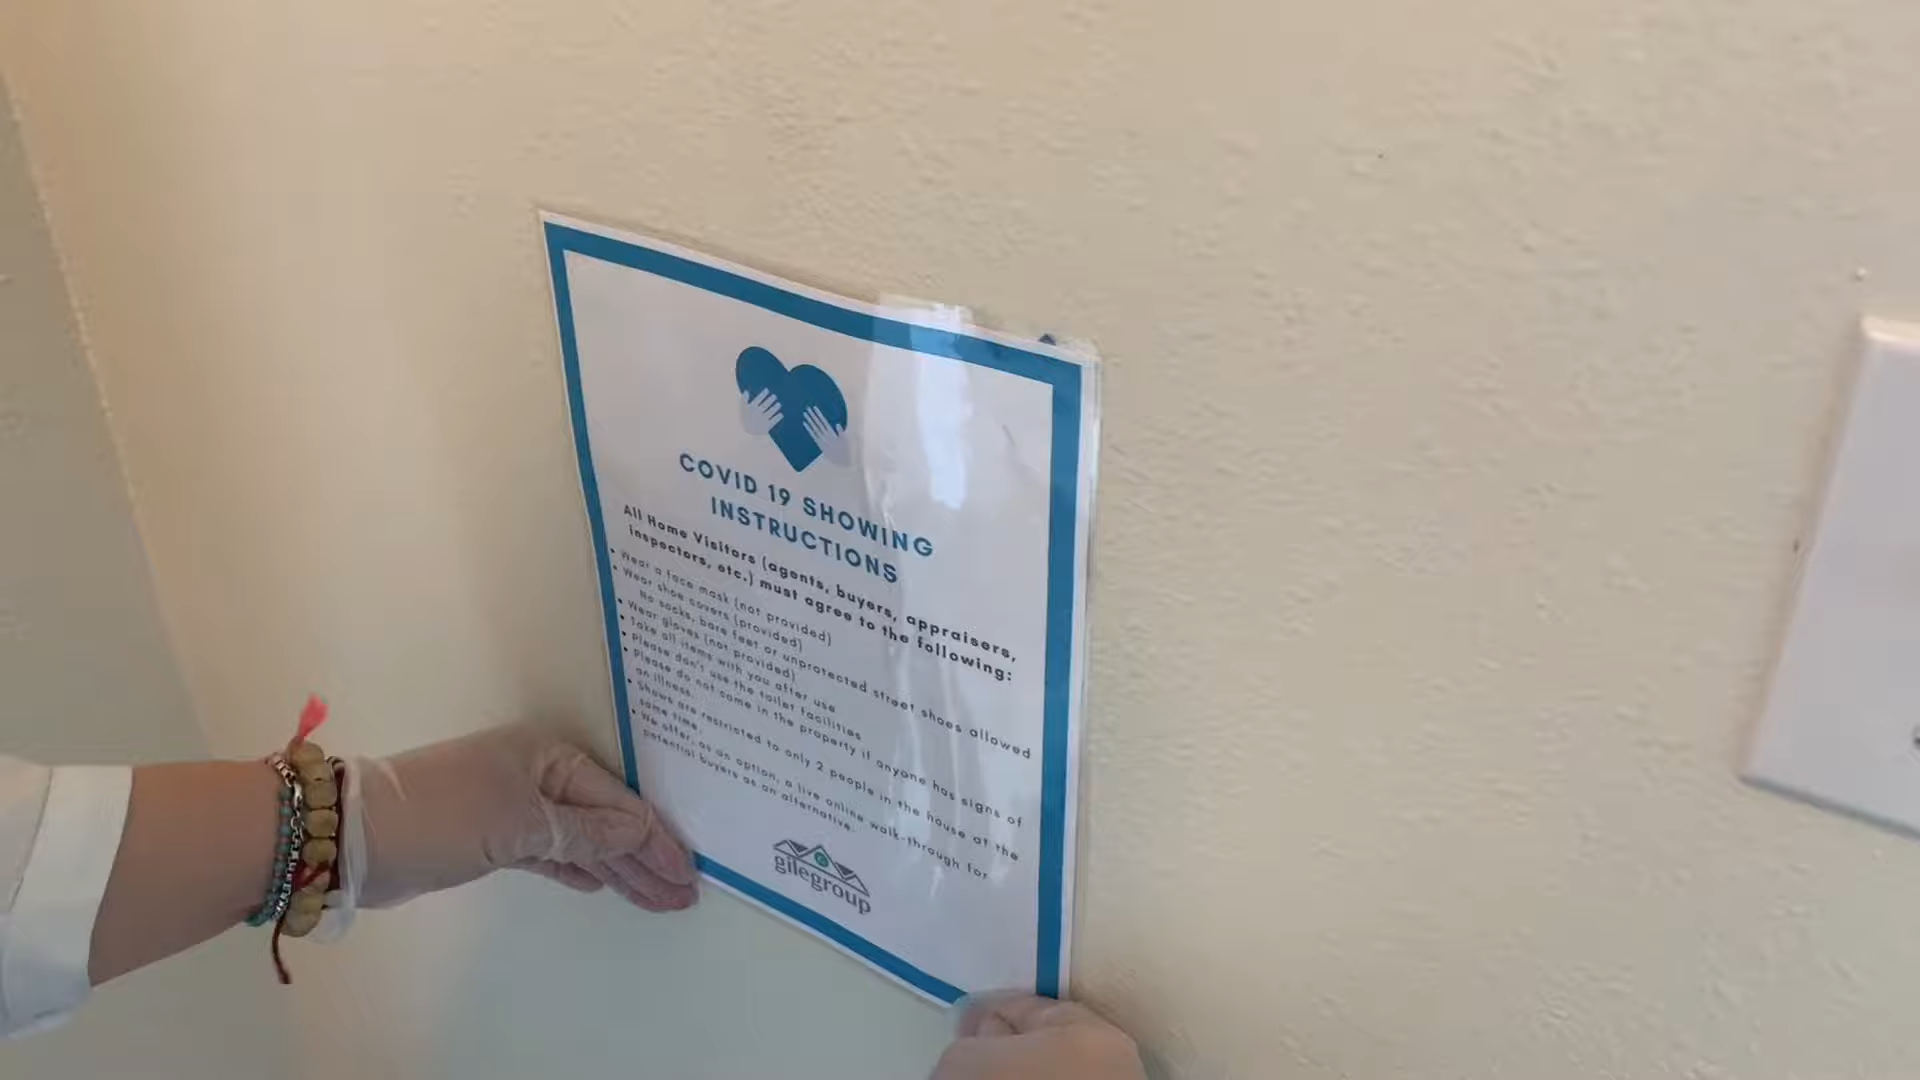 COVID 19 SHOWING
INSTRUCTIONS
All Home Visitors (agents, buyers, appraisers,
inspectors, etc.) must agree to the following:
• Wear a face mask (not provided)
• Wear shoe covers (provided)
No socks, bare feet or unprotected street shoes allowed
• Wear gloves (not provided)
• Take all items with you after use
• Please don't use the toilet facilities
• Please do not come in the property if anyone has signs of
an illness.
• Shows are restricted to only 2 people in the house at the
same time.
• We offer, as an option, a live online walk-through for
potential buyers as an alternative.
gilegroup